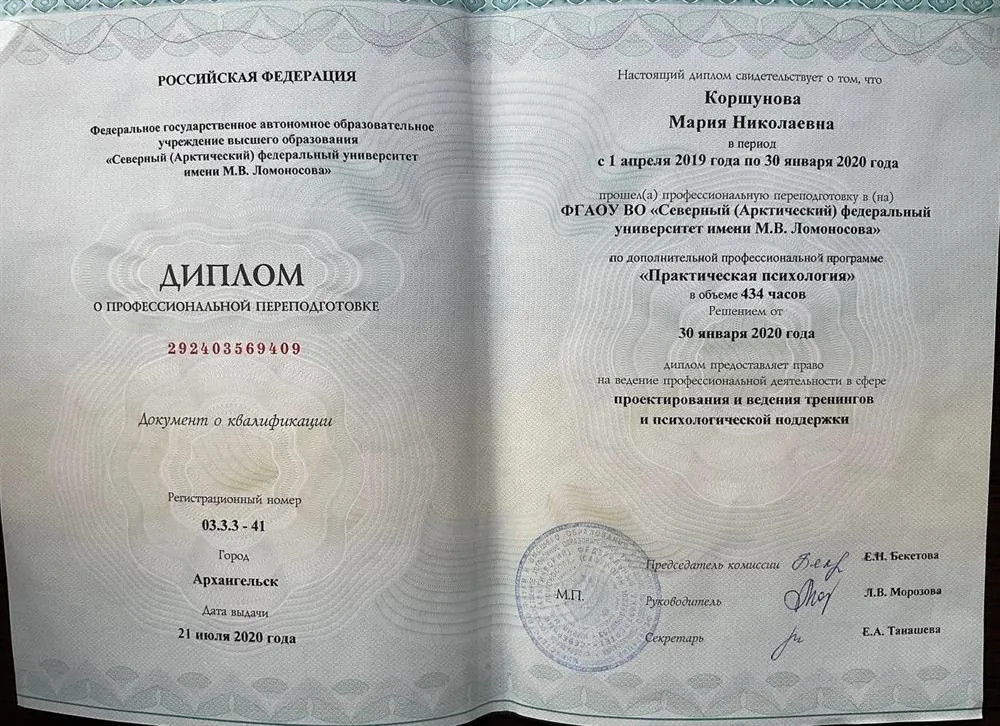 РОССИЙСКАЯ ФЕДЕРАЦИЯ
Федеральное государственное автономное образовательное
учреждение высшего образования
«Северный (Арктический) федеральный университет
имени М.В. Ломоносова»
ДИПЛОМ
О ПРОФЕССИОНАЛЬНОЙ ПЕРЕПОДГОТОВКЕ
292403569409
Документ о квалификации
Регистрационный номер
03.3.3 - 41
Город
Архангельск
Дата выдачи
21 июля 2020 года
Настоящий диплом свидетельствует о том, что
Коршунова
Мария Николаевна
в период
с 1 апреля 2019 года по 30 января 2020 года
прошел(а) профессиональную переподготовку в (на)
ФГАОУ ВО «Северный (Арктический) федеральный
университет имени М.В. Ломоносова»
по дополнительной профессиональной программе
«Практическая психология»
в объеме 434 часов
Решением от
30 января 2020 года
диплом предоставляет право
на ведение профессиональной деятельности в сфере
проектирования и ведения тренингов
и психологической поддержки
Председатель комиссии Е.Н. Бекетова
М.П.
Руководитель Л.В. Морозова
Секретарь Е.А. Танашева